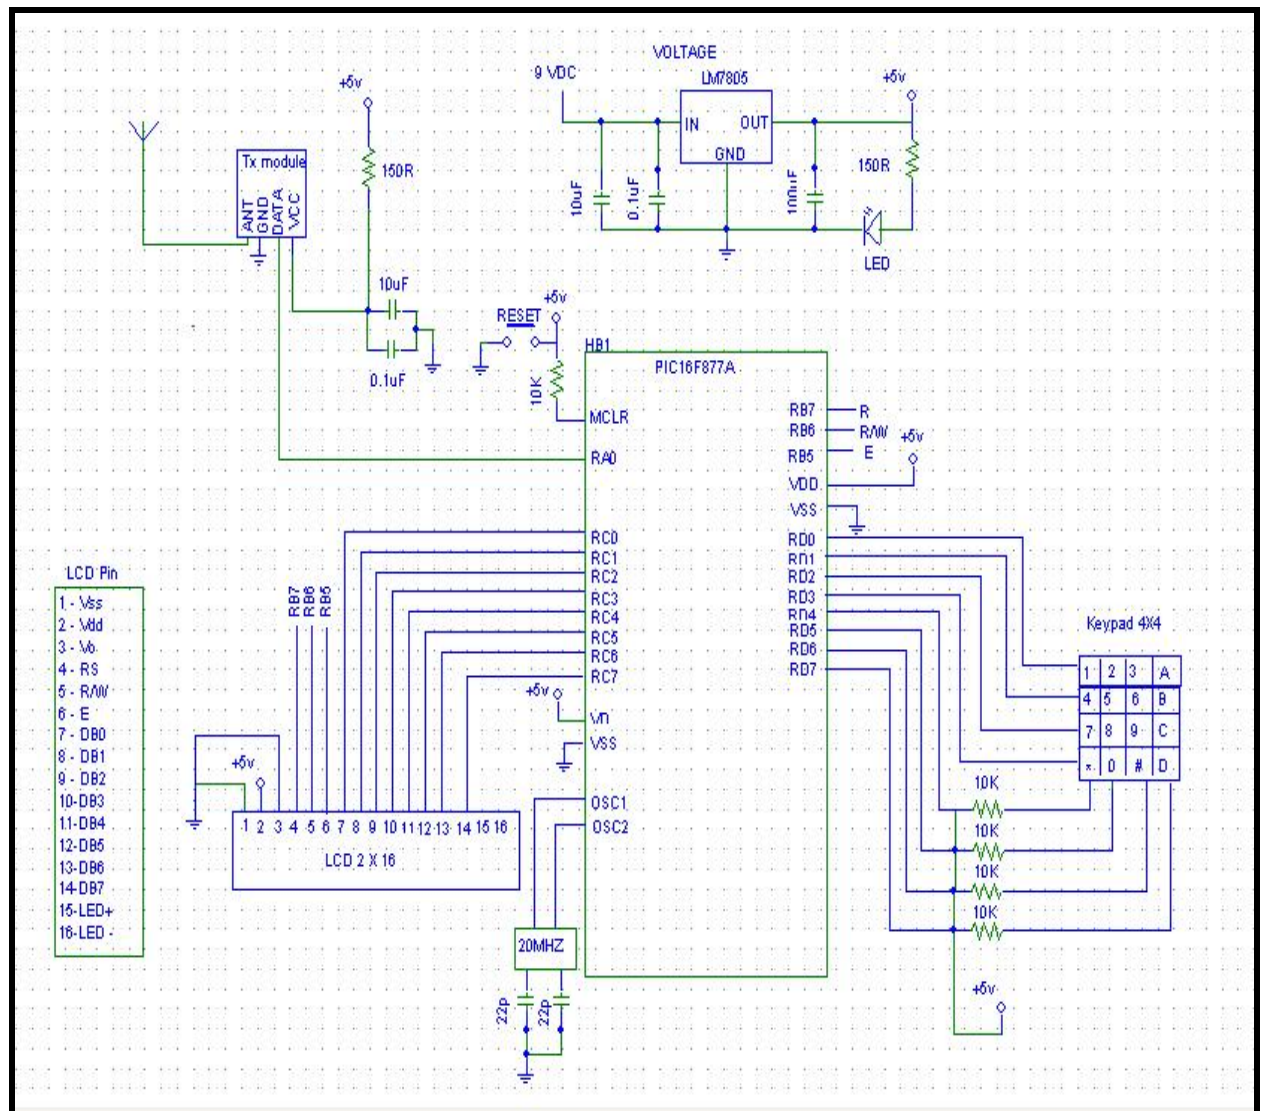 VOLTAGE
9 VDC
LM7805
+5v
IN
OUT
GND
10uF
0.1uF
100uF
150R
LED
+5v
150R
Tx module
ANT
GND
DATA
VCC
10uF
0.1uF
RESET
+5v
10K
HB1
PIC16F877A
MCLR
RA0
RC0
RC1
RC2
RC3
RC4
RC5
RC6
RC7
+5v
VD
VSS
OSC1
OSC2
RB7
R
RB6
R/W
RB5
E
+5v
VDD
VSS
RD0
RD1
RD2
RD3
RD4
RD5
RD6
RD7
Keypad 4X4
1 2 3 A
4 5 6 B
7 8 9 C
* 0 # D
10K
10K
10K
10K
+5v
LCD Pin
1 - Vss
2 - Vdd
3 - Vo
4 - RS
5 - R/W
6 - E
7 - DB0
8 - DB1
9 - DB2
10-DB3
11-DB4
12-DB5
13-DB6
14-DB7
15-LED+
16-LED -
RB7
RB6
RB5
+5v
1 2 3 4 5 6 7 8 9 10 11 12 13 14 15 16
LCD 2 X 16
20MHZ
22p
22p